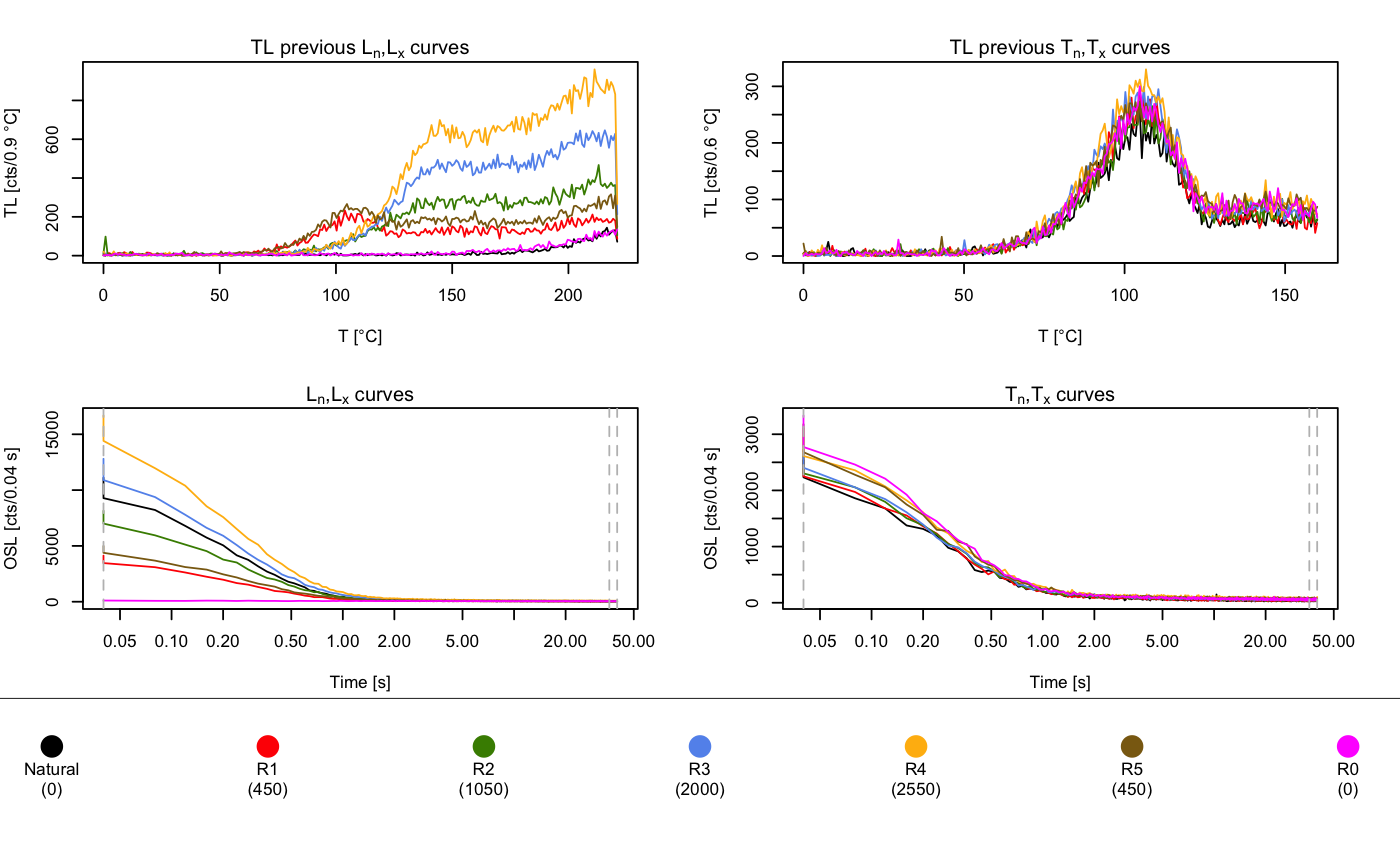 TL previous Ln,Lx curves
TL [cts/0.9 °C]
0 200 600
0 50 100 150 200
T [°C]
TL previous Tn,Tx curves
TL [cts/0.6 °C]
0 100 200 300
0 50 100 150
T [°C]
Ln,Lx curves
OSL [cts/0.04 s]
0 5000 15000
0.05 0.10 0.20 0.50 1.00 2.00 5.00 20.00 50.00
Time [s]
Tn,Tx curves
OSL [cts/0.04 s]
0 1000 2000 3000
0.05 0.10 0.20 0.50 1.00 2.00 5.00 20.00 50.00
Time [s]
Natural R1 R2 R3 R4 R5 R0
(0) (450) (1050) (2000) (2550) (450) (0)